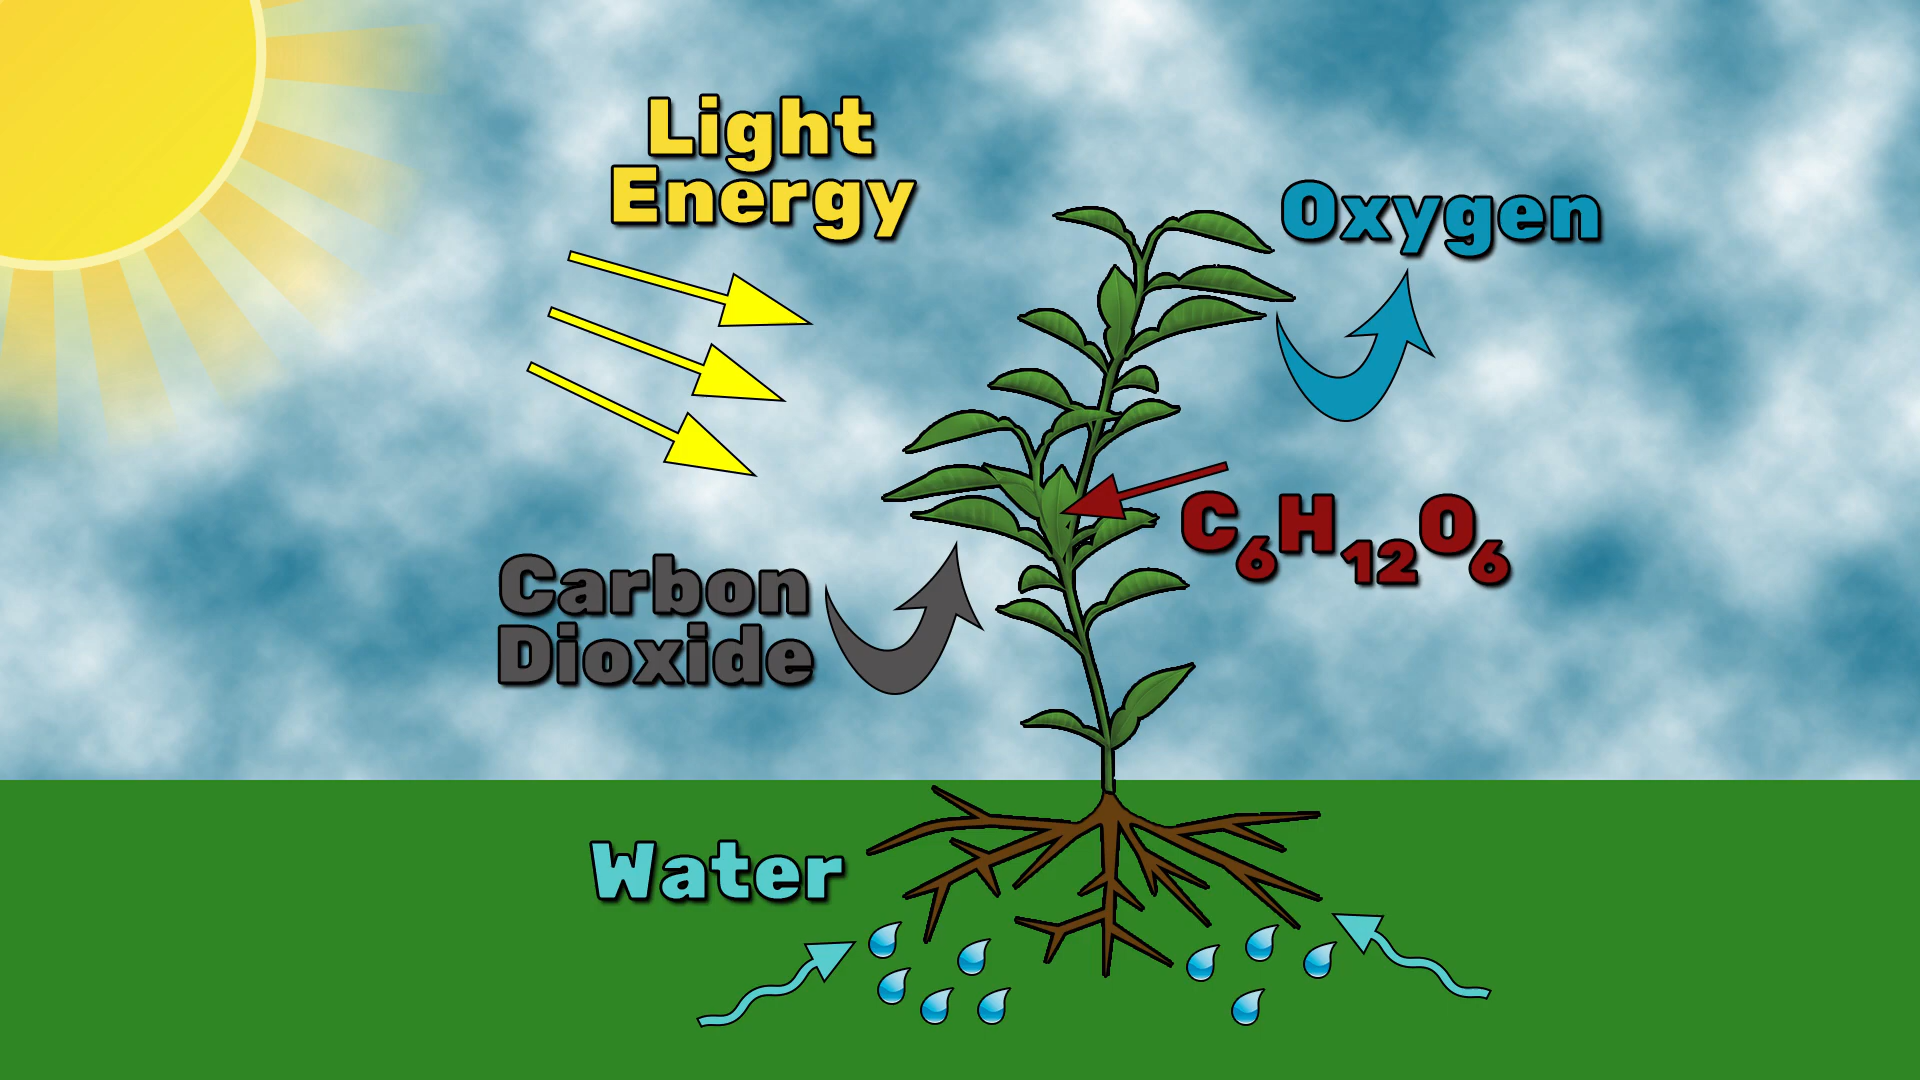 Light
Energy
Oxygen
C₆H₁₂O₆
Carbon
Dioxide
Water